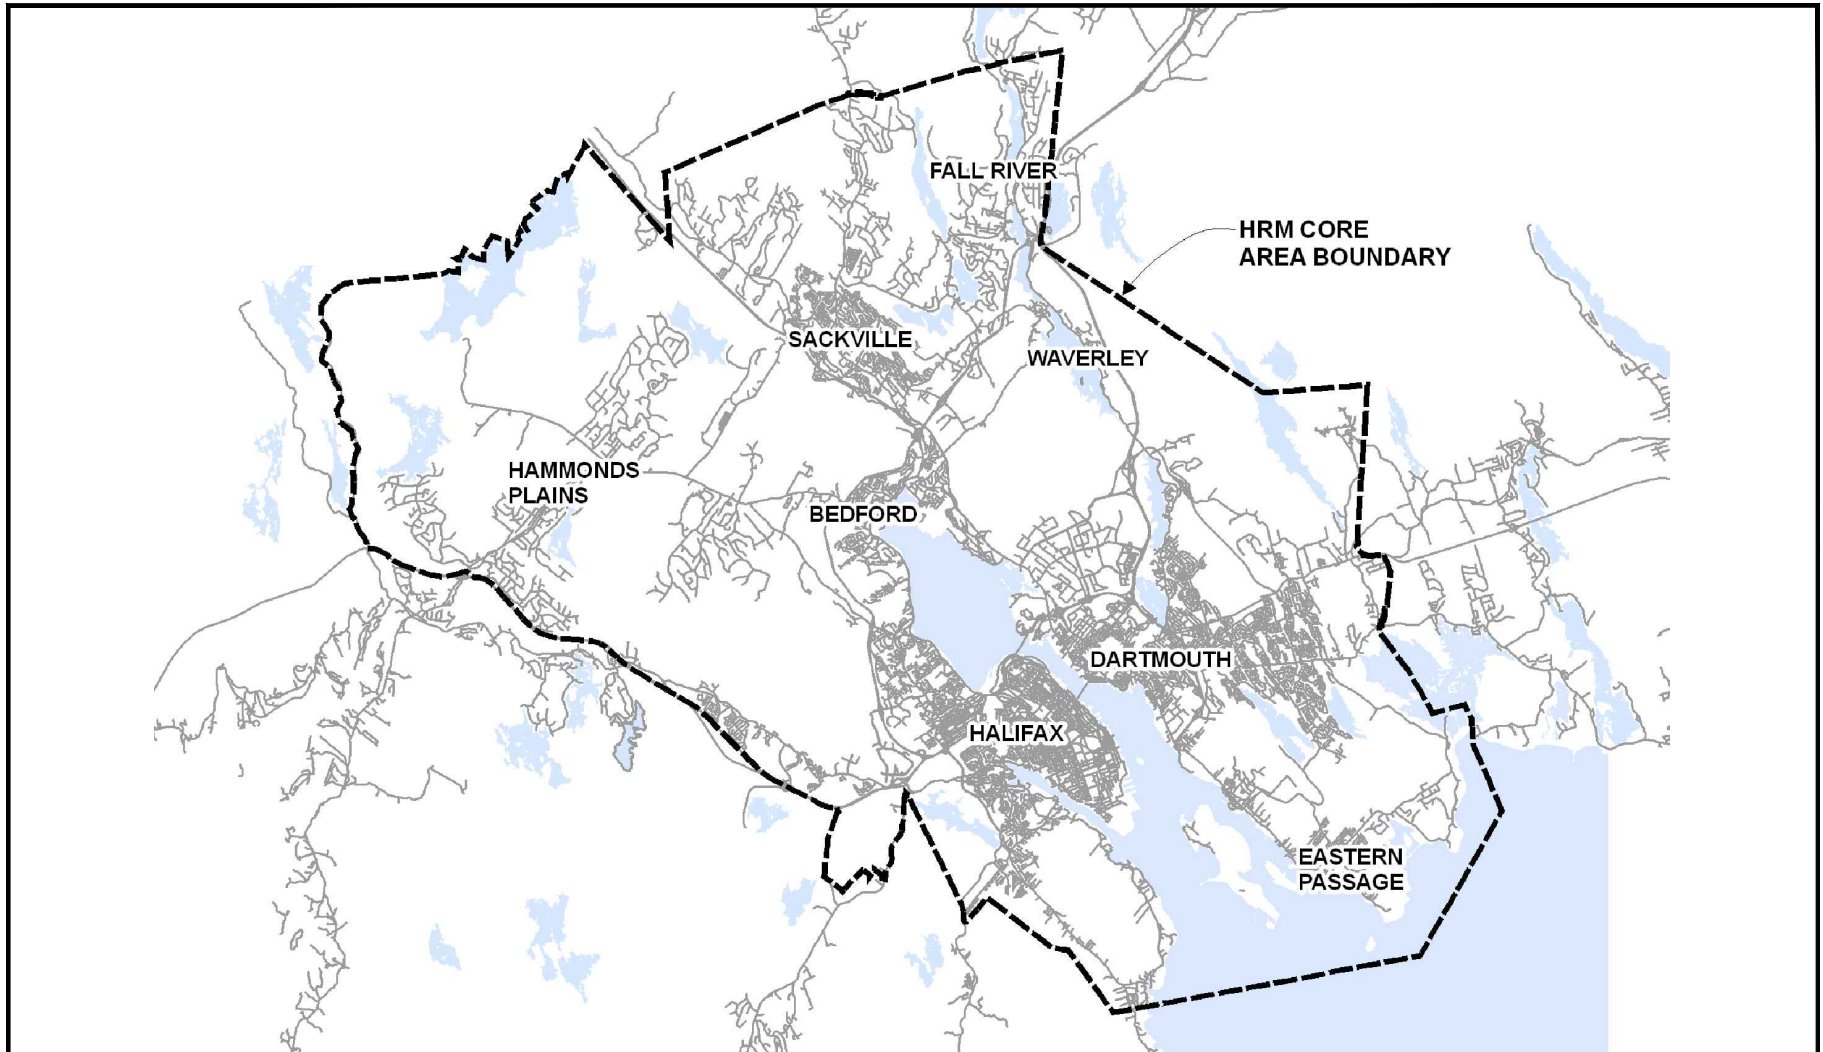 FALL RIVER
HRM CORE
AREA BOUNDARY
SACKVILLE
WAVERLEY
HAMMONDS
PLAINS
BEDFORD
DARTMOUTH
HALIFAX
EASTERN
PASSAGE